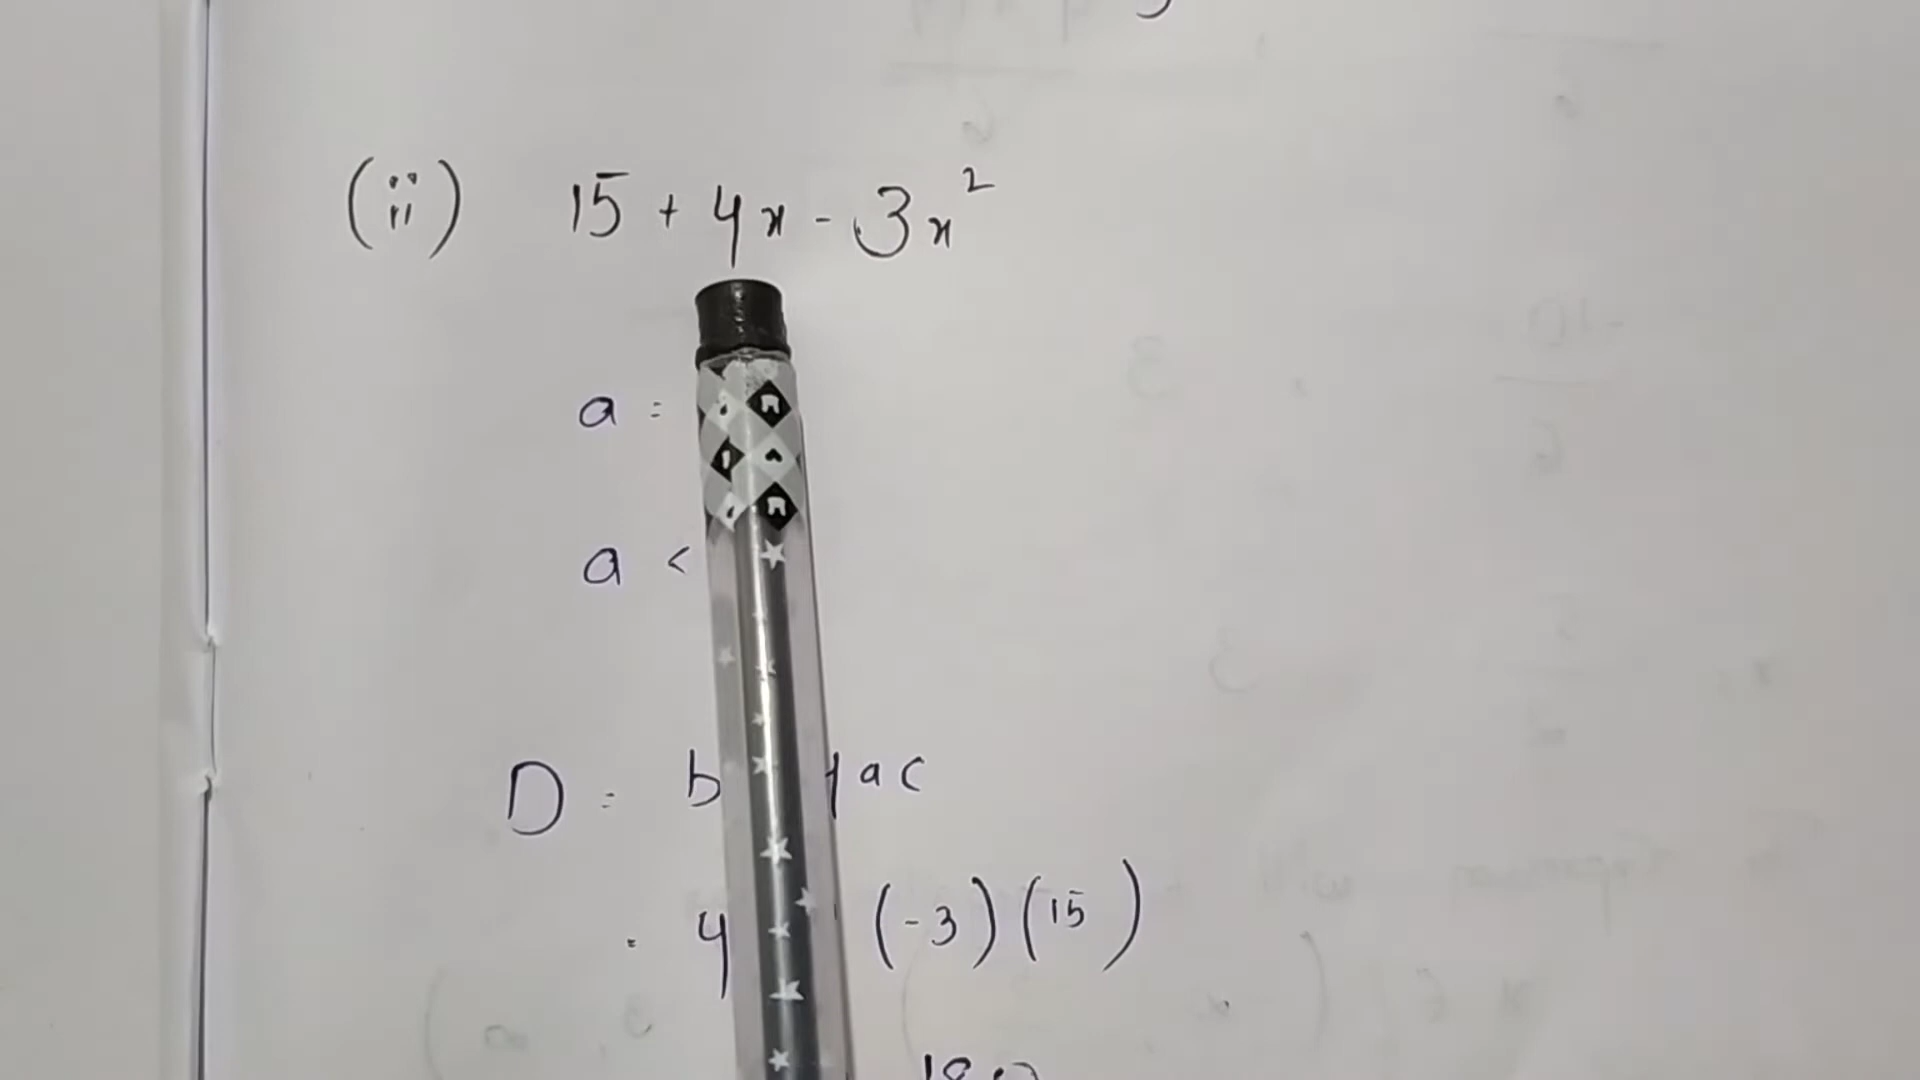 (ii) 15 + 4x - 3x²
a =
a <
D = b 4ac
= 4 (-3)(15)